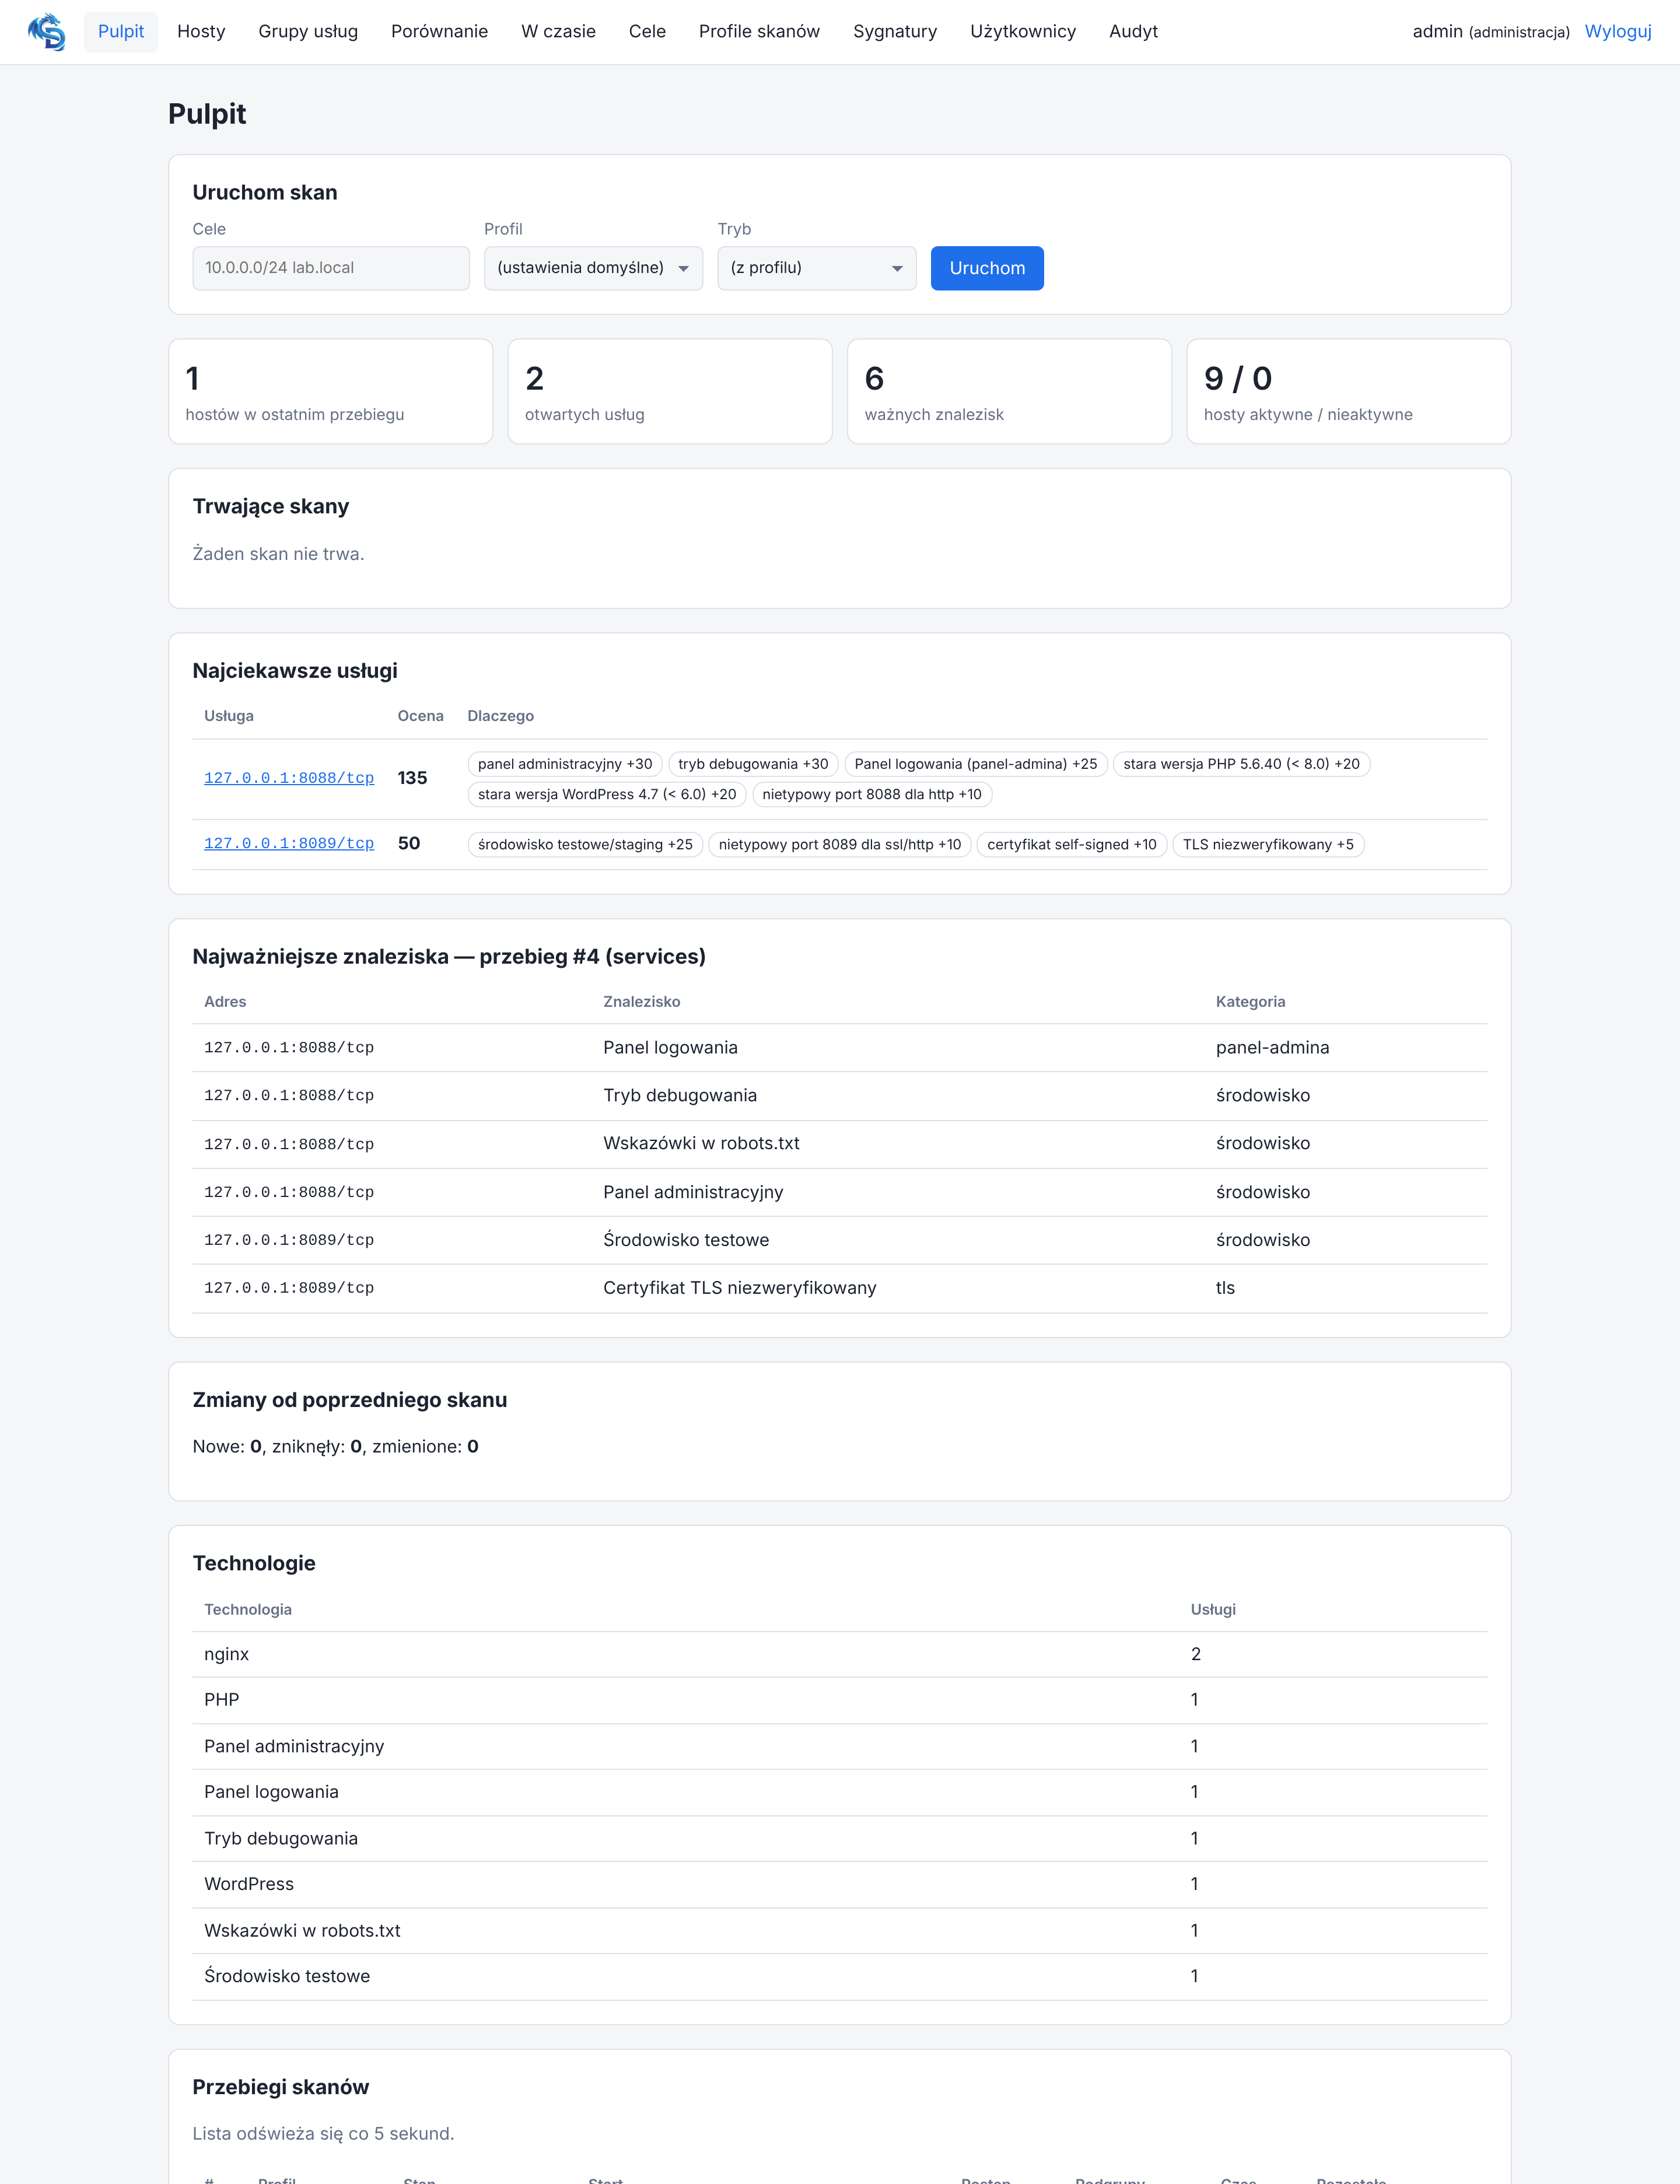 Pulpit Hosty Grupy usług Porównanie W czasie Cele Profile skanów Sygnatury Użytkownicy Audyt admin (administracja) Wyloguj
Pulpit
Uruchom skan
Cele Profil Tryb
10.0.0.0/24 lab.local (ustawienia domyślne) (z profilu) Uruchom
1 2 6 9 / 0
hostów w ostatnim przebiegu otwartych usług ważnych znalezisk hosty aktywne / nieaktywne
Trwające skany
Żaden skan nie trwa.
Najciekawsze usługi
Usługa Ocena Dlaczego
127.0.0.1:8088/tcp 135 panel administracyjny +30 tryb debugowania +30 Panel logowania (panel-admina) +25 stara wersja PHP 5.6.40 (< 8.0) +20
stara wersja WordPress 4.7 (< 6.0) +20 nietypowy port 8088 dla http +10
127.0.0.1:8089/tcp 50 środowisko testowe/staging +25 nietypowy port 8089 dla ssl/http +10 certyfikat self-signed +10 TLS niezweryfikowany +5
Najważniejsze znaleziska — przebieg #4 (services)
Adres Znalezisko Kategoria
127.0.0.1:8088/tcp Panel logowania panel-admina
127.0.0.1:8088/tcp Tryb debugowania środowisko
127.0.0.1:8088/tcp Wskazówki w robots.txt środowisko
127.0.0.1:8088/tcp Panel administracyjny środowisko
127.0.0.1:8089/tcp Środowisko testowe środowisko
127.0.0.1:8089/tcp Certyfikat TLS niezweryfikowany tls
Zmiany od poprzedniego skanu
Nowe: 0, zniknęły: 0, zmienione: 0
Technologie
Technologia Usługi
nginx 2
PHP 1
Panel administracyjny 1
Panel logowania 1
Tryb debugowania 1
WordPress 1
Wskazówki w robots.txt 1
Środowisko testowe 1
Przebiegi skanów
Lista odświeża się co 5 sekund.
# Profil Stan Start Postęp Podgrupy Czas Pozostało